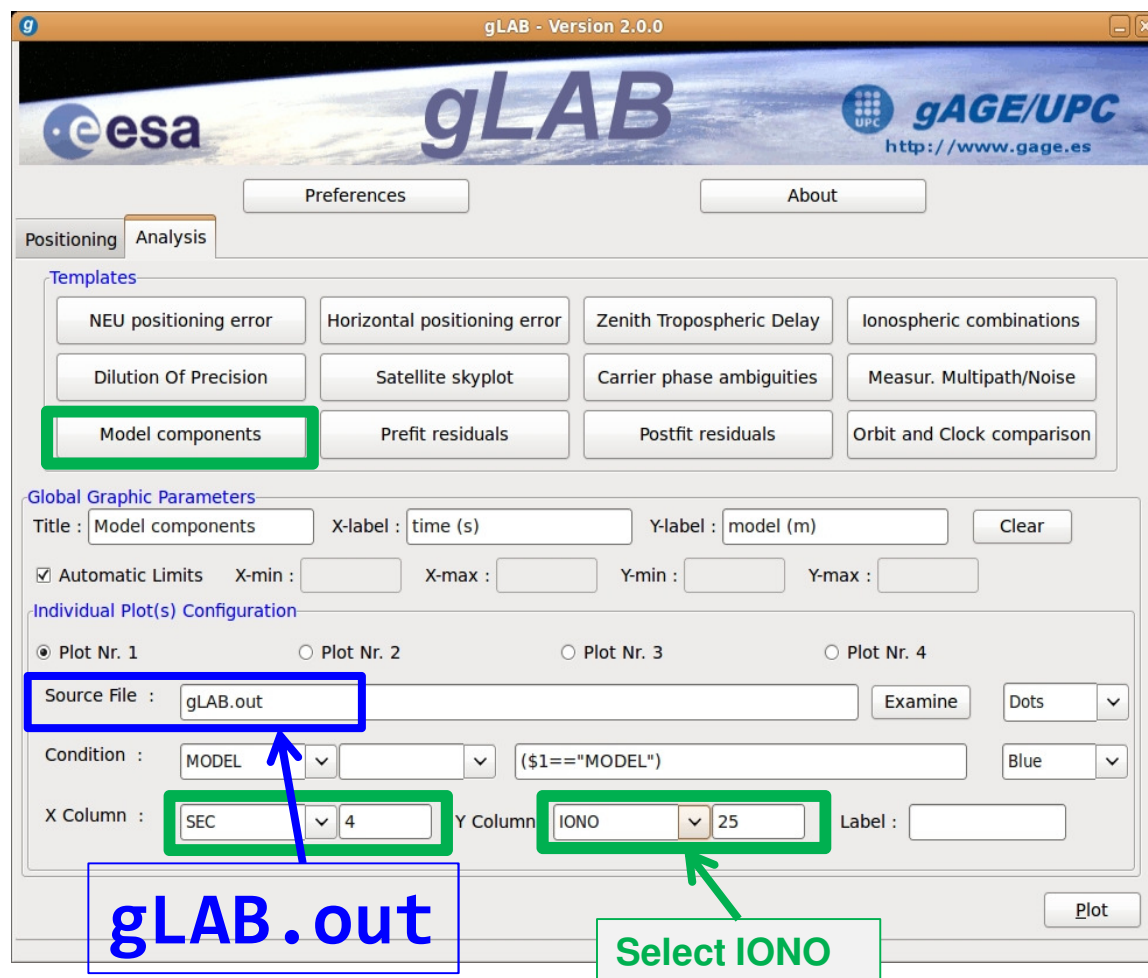 gLAB - Version 2.0.0
esa
gLAB
UPC
gAGE/UPC
http://www.gage.es
Preferences
About
Positioning
Analysis
Templates
NEU positioning error
Horizontal positioning error
Zenith Tropospheric Delay
Ionospheric combinations
Dilution Of Precision
Satellite skyplot
Carrier phase ambiguities
Measur. Multipath/Noise
Model components
Prefit residuals
Postfit residuals
Orbit and Clock comparison
Global Graphic Parameters
Title : Model components X-label : time (s) Y-label : model (m) Clear
Automatic Limits X-min : X-max : Y-min : Y-max :
Individual Plot(s) Configuration
Plot Nr. 1 Plot Nr. 2 Plot Nr. 3 Plot Nr. 4
Source File : gLAB.out Examine Dots
Condition : MODEL ($1=="MODEL") Blue
X Column : SEC 4 Y Column IONO 25 Label :
gLAB.out
Select IONO
Plot